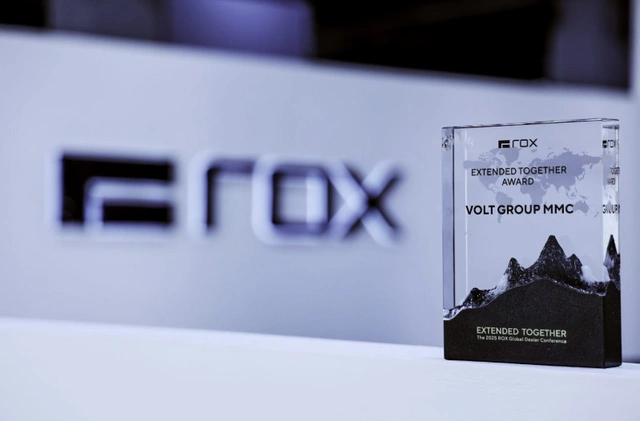 rox
rox
EXTENDED TOGETHER
AWARD
VOLT GROUP MMC
EXTENDED TOGETHER
The 2025 ROX Global Dealer Conference